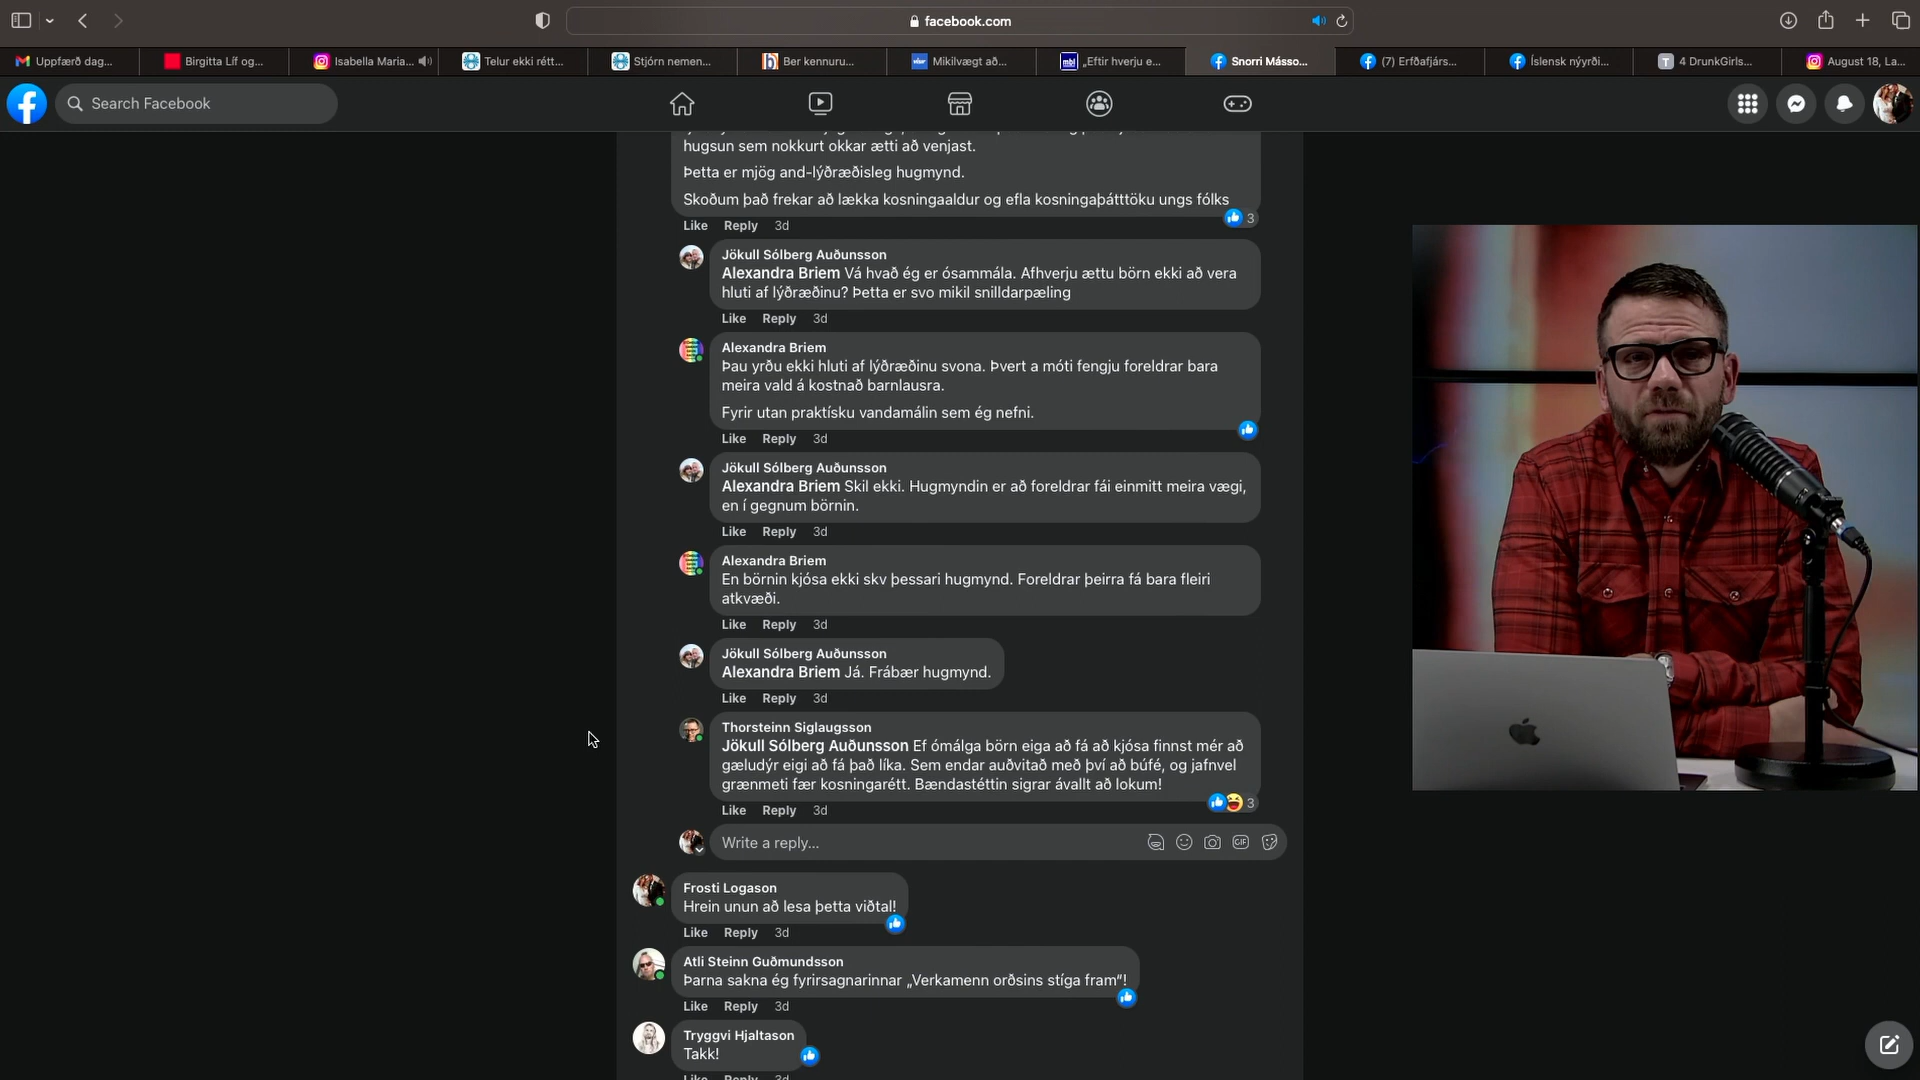 facebook.com
Uppfærð dag...
Birgitta Líf og...
Isabella Maria...
Telur ekki rétt...
Stjórn nemen...
Ber kennuru...
Mikilvægt að...
mbl
„Eftir hverju e...
Snorri Másso...
(7) Erfðafjárs...
Íslensk nýyrði...
T
4 DrunkGirls...
August 18, La...
Search Facebook
hugsun sem nokkurt okkar ætti að venjast.
Þetta er mjög and-lýðræðisleg hugmynd.
Skoðum það frekar að lækka kosningaaldur og efla kosningaþátttöku ungs fólks
3
Like Reply 3d
Jökull Sólberg Auðunsson
Alexandra Briem Vá hvað ég er ósammála. Afhverju ættu börn ekki að vera
hluti af lýðræðinu? Þetta er svo mikil snilldarpæling
Like Reply 3d
Alexandra Briem
Þau yrðu ekki hluti af lýðræðinu svona. Þvert a móti fengju foreldrar bara
meira vald á kostnað barnlausra.
Fyrir utan praktísku vandamálin sem ég nefni.
Like Reply 3d
Jökull Sólberg Auðunsson
Alexandra Briem Skil ekki. Hugmyndin er að foreldrar fái einmitt meira vægi,
en í gegnum börnin.
Like Reply 3d
Alexandra Briem
En börnin kjósa ekki skv þessari hugmynd. Foreldrar þeirra fá bara fleiri
atkvæði.
Like Reply 3d
Jökull Sólberg Auðunsson
Alexandra Briem Já. Frábær hugmynd.
Like Reply 3d
Thorsteinn Siglaugsson
Jökull Sólberg Auðunsson Ef ómálga börn eiga að fá að kjósa finnst mér að
gæludýr eigi að fá það líka. Sem endar auðvitað með því að búfé, og jafnvel
grænmeti fær kosningarétt. Bændastéttin sigrar ávallt að lokum!
3
Like Reply 3d
Write a reply...
GIF
Frosti Logason
Hrein unun að lesa þetta viðtal!
Like Reply 3d
Atli Steinn Guðmundsson
Þarna sakna ég fyrirsagnarinnar „Verkamenn orðsins stíga fram“!
Like Reply 3d
Tryggvi Hjaltason
Takk!
Like Reply 3d